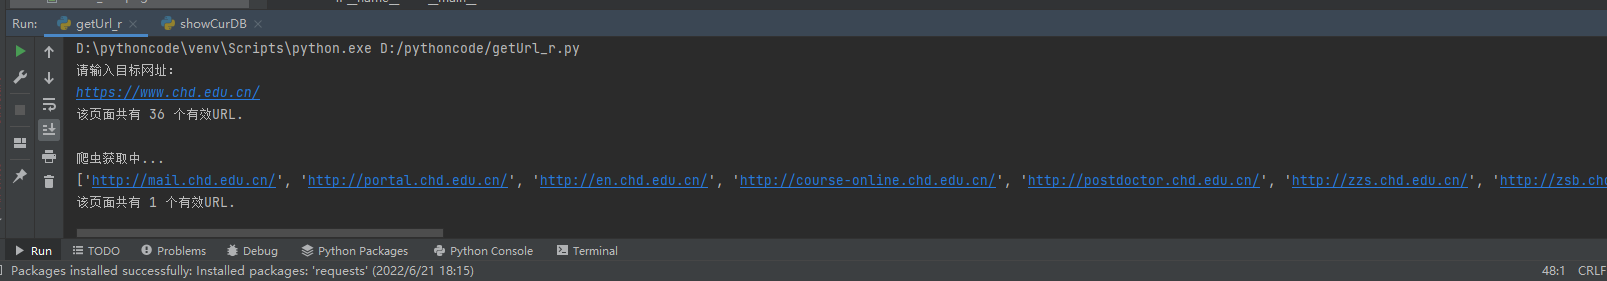 Run: getUrl_r × showCurDB ×
D:\pythoncode\venv\Scripts\python.exe D:/pythoncode/getUrl_r.py
请输入目标网址:
https://www.chd.edu.cn/
该页面共有 36 个有效URL.
爬虫获取中...
['http://mail.chd.edu.cn/', 'http://portal.chd.edu.cn/', 'http://en.chd.edu.cn/', 'http://course-online.chd.edu.cn/', 'http://postdoctor.chd.edu.cn/', 'http://zzs.chd.edu.cn/', 'http://zsb.chd
该页面共有 1 个有效URL.
Run TODO Problems Debug Python Packages Python Console Terminal
Packages installed successfully: Installed packages: 'requests' (2022/6/21 18:15) 48:1 CRLF